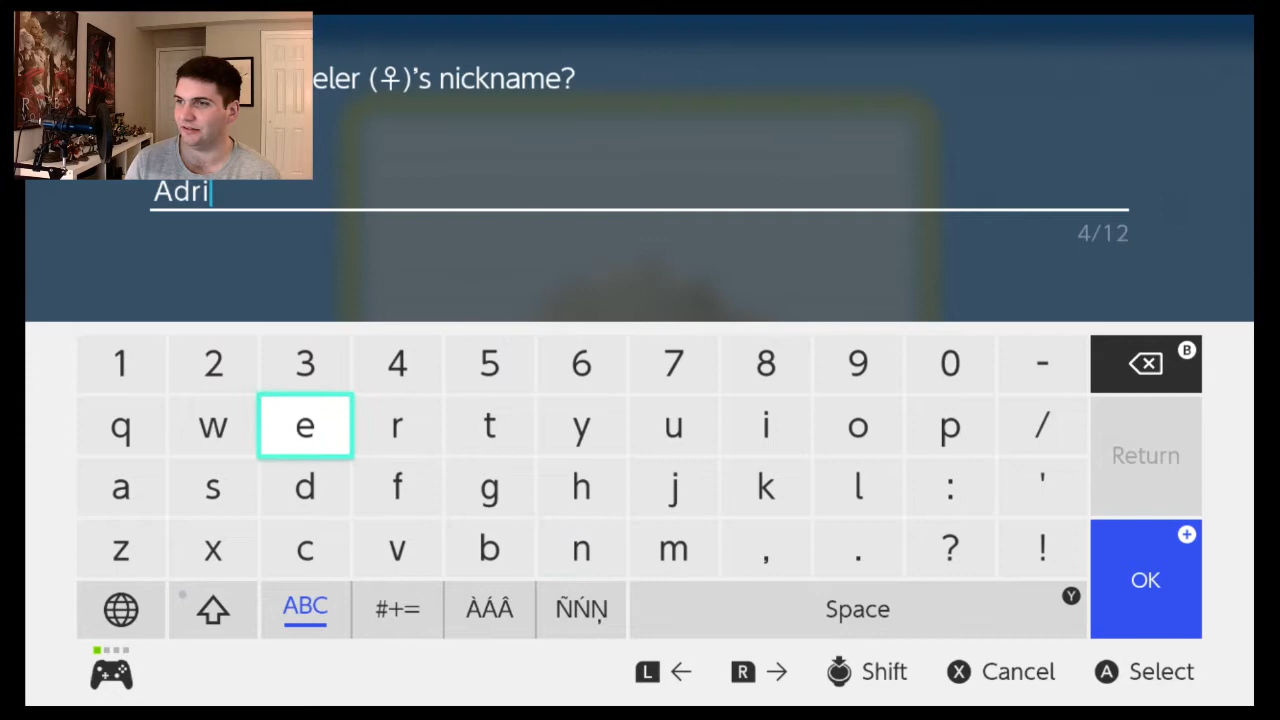 eler (♀)'s nickname?
Adri
4/12
1 2 3 4 5 6 7 8 9 0 -
q w e r t y u i o p /
Return
a s d f g h j k l : '
z x c v b n m , . ? !
OK
ABC #+= ÀÁÂ ÑŃŅ Space Y
L ← R → Shift X Cancel A Select
B
+